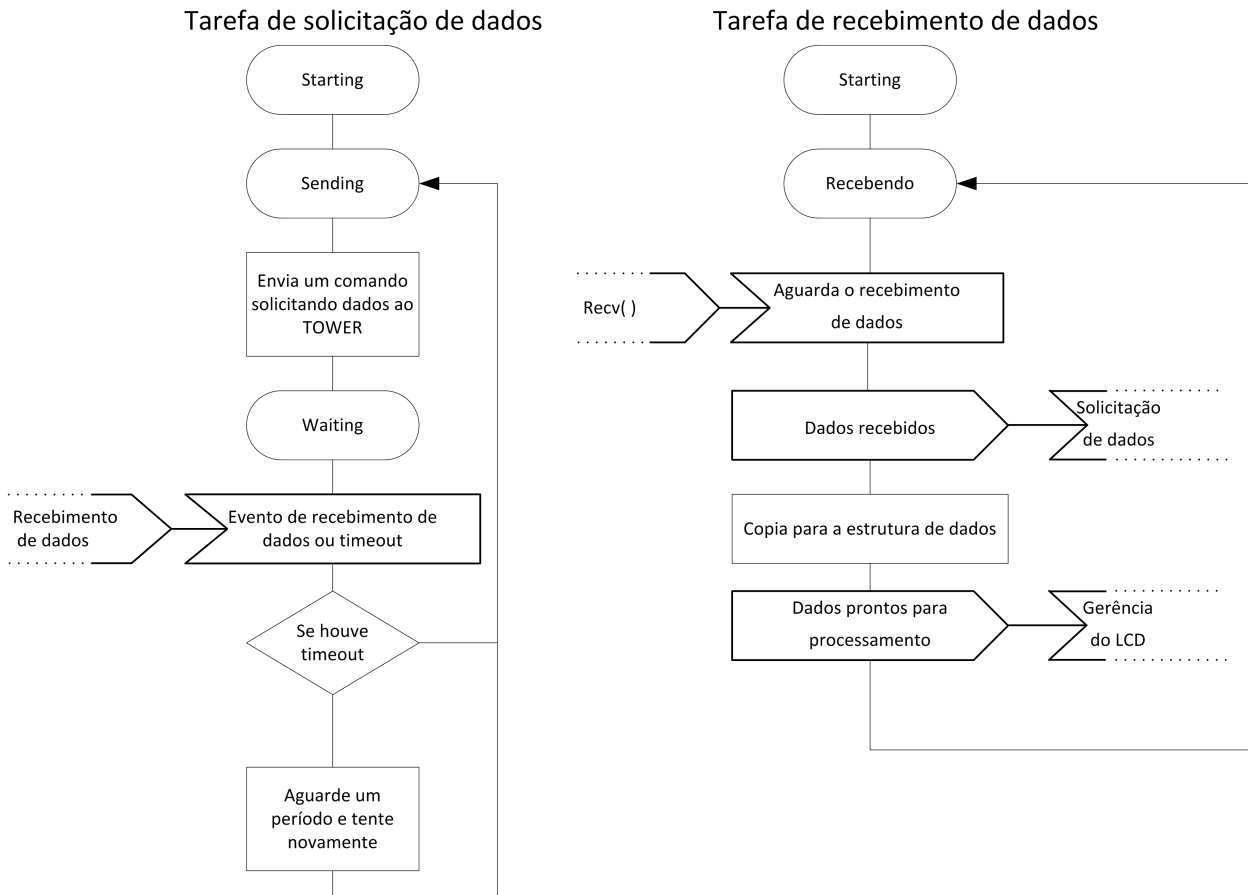 Tarefa de solicitação de dados
Starting
Sending
Envia um comando
solicitando dados ao
TOWER
Waiting
Recebimento
de dados
Evento de recebimento de
dados ou timeout
Se houve
timeout
Aguarde um
período e tente
novamente
Tarefa de recebimento de dados
Starting
Recebendo
Recv( )
Aguarda o recebimento
de dados
Dados recebidos
Solicitação
de dados
Copia para a estrutura de dados
Dados prontos para
processamento
Gerência
do LCD